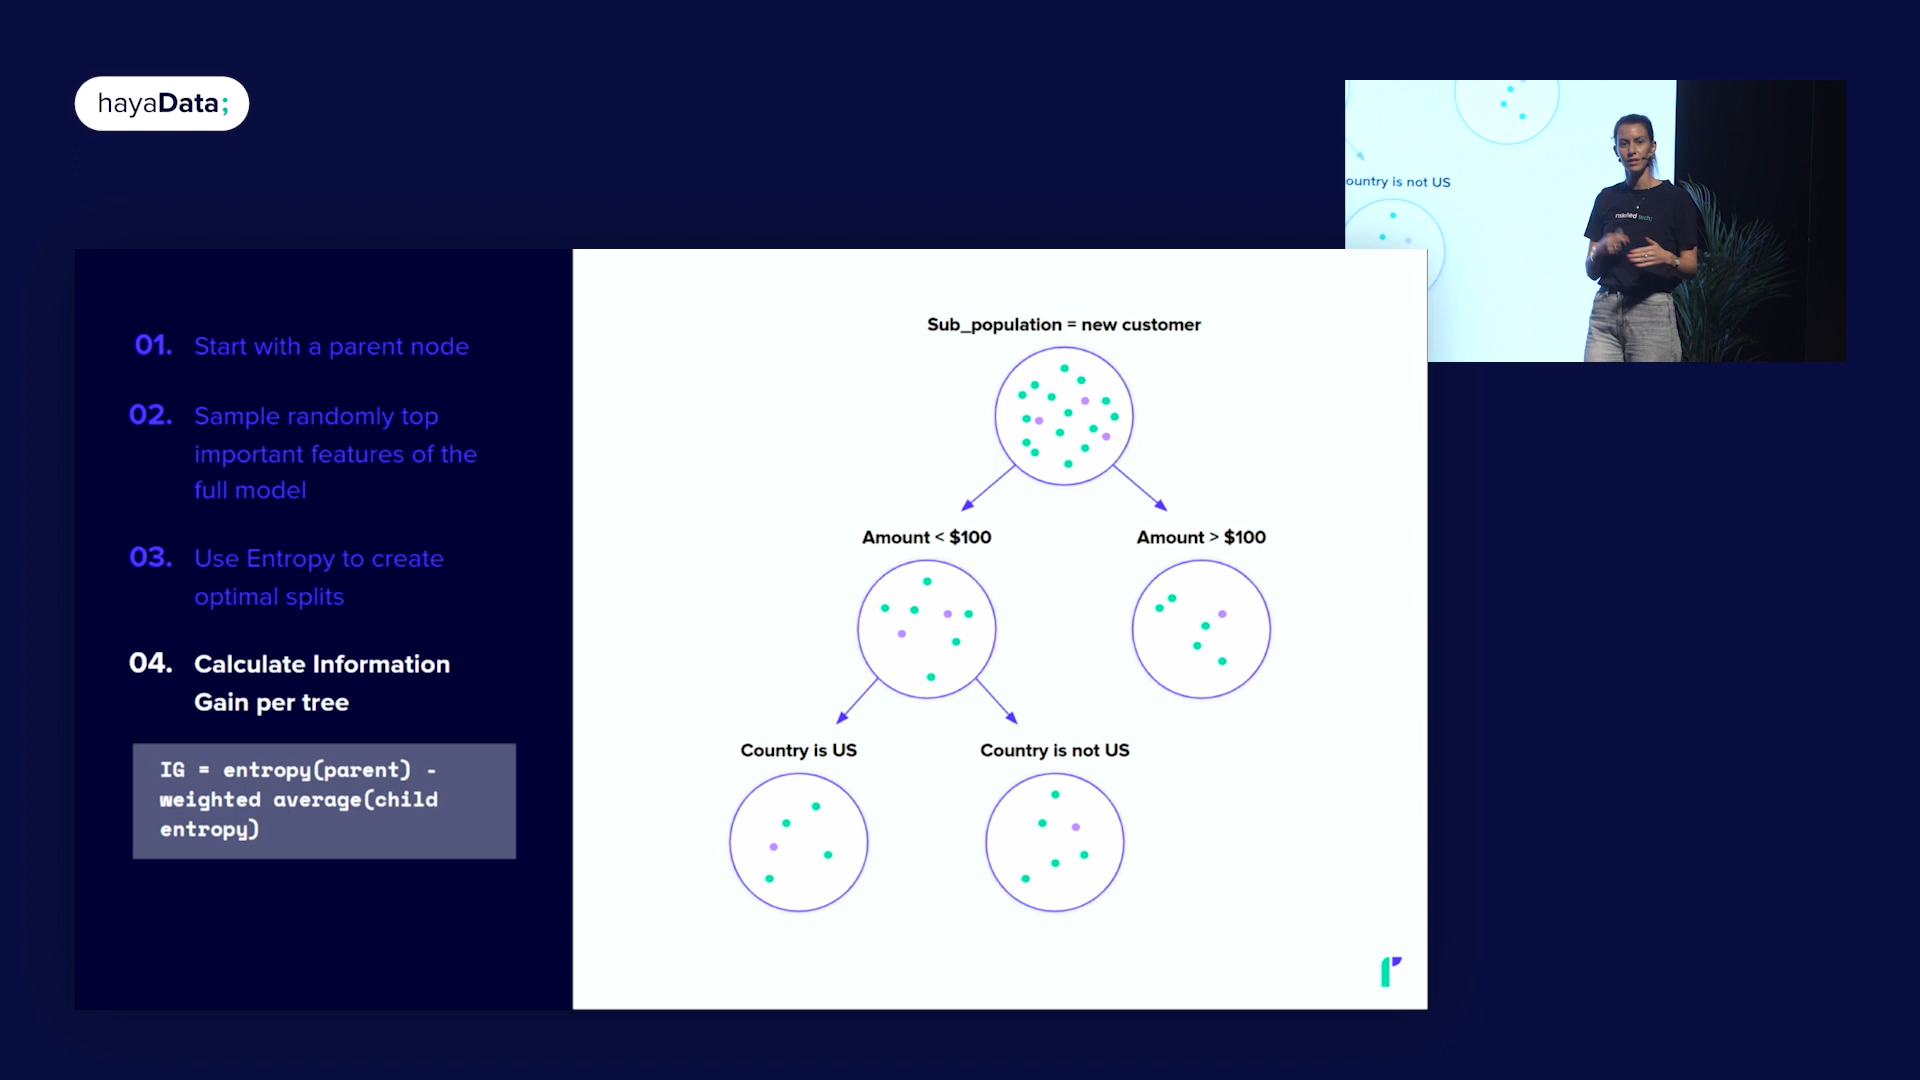 hayaData;
ountry is not US
riskified tech;
01. Start with a parent node
02. Sample randomly top
important features of the
full model
03. Use Entropy to create
optimal splits
04. Calculate Information
Gain per tree
IG = entropy(parent) -
weighted average(child
entropy)
Sub_population = new customer
Amount < $100
Amount > $100
Country is US
Country is not US